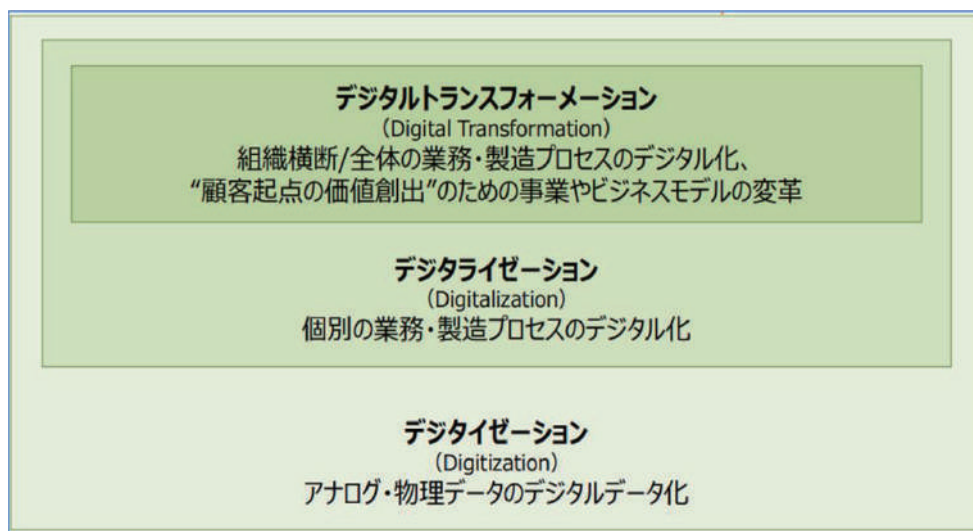 デジタルトランスフォーメーション
（Digital Transformation）
組織横断/全体の業務・製造プロセスのデジタル化、
“顧客起点の価値創出”のための事業やビジネスモデルの変革
デジタライゼーション
（Digitalization）
個別の業務・製造プロセスのデジタル化
デジタイゼーション
（Digitization）
アナログ・物理データのデジタルデータ化